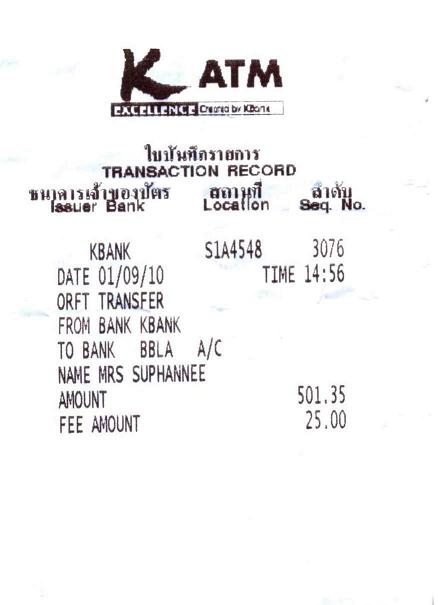 K ATM
EXCELLENCE Created by KBank
ใบบันทึกรายการ
TRANSACTION RECORD
ธนาคารเจ้าของบัตร สถานที่ ลำดับ
Issuer Bank Location Seq. No.
KBANK S1A4548 3076
DATE 01/09/10 TIME 14:56
ORFT TRANSFER
FROM BANK KBANK
TO BANK BBLA A/C
NAME MRS SUPHANNEE
AMOUNT 501.35
FEE AMOUNT 25.00